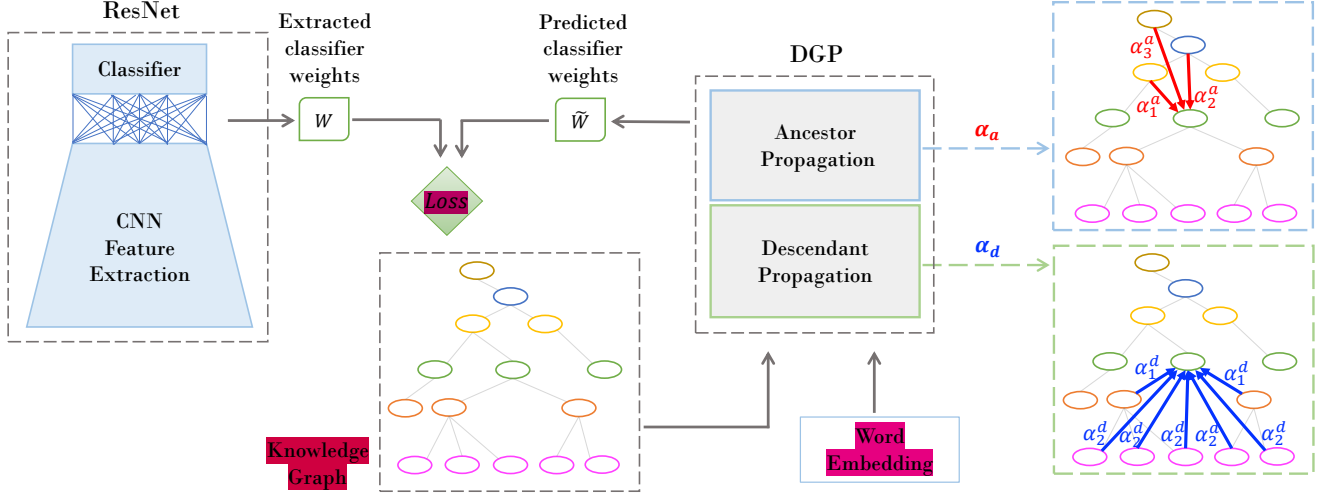 ResNet
Classifier
CNN
Feature
Extraction
Extracted
classifier
weights
W
Predicted
classifier
weights
W̃
Loss
DGP
Ancestor
Propagation
Descendant
Propagation
α_a
α_d
α_3^a
α_1^a
α_2^a
α_1^d
α_1^d
α_2^d
α_2^d
α_2^d
α_2^d
α_2^d
Knowledge
Graph
Word
Embedding